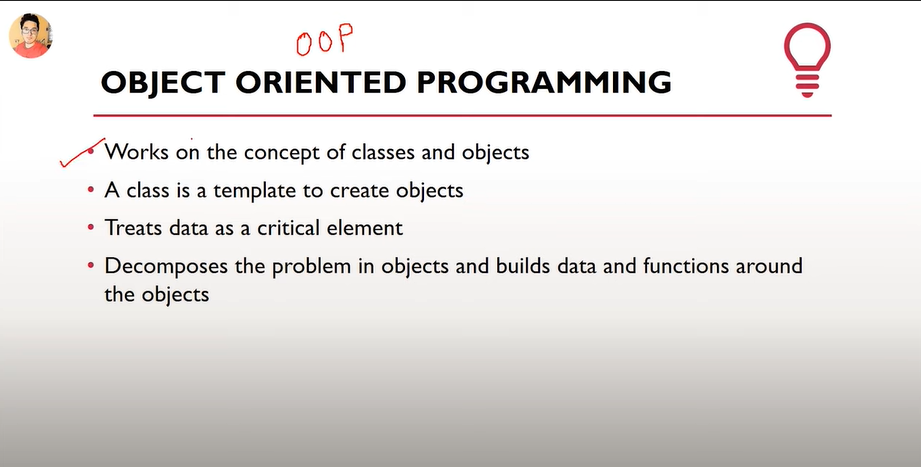 OOP
OBJECT ORIENTED PROGRAMMING
• Works on the concept of classes and objects
• A class is a template to create objects
• Treats data as a critical element
• Decomposes the problem in objects and builds data and functions around
the objects